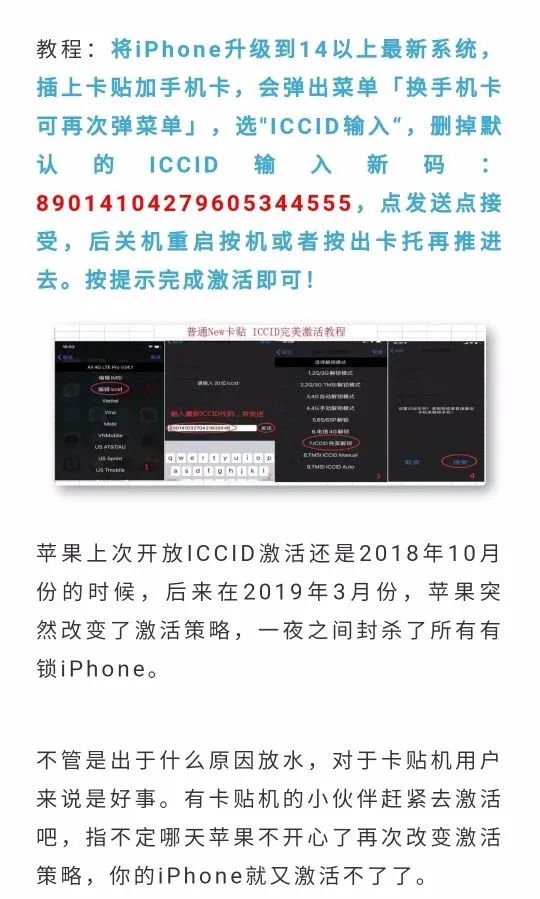 教程：将iPhone升级到14以上最新系统，
插上卡贴加手机卡，会弹出菜单「换手机卡
可再次弹菜单」，选"ICCID输入“，删掉默
认的ICCID输入新码：
89014104279605344555，点发送点接
受，后关机重启按机或者按出卡托再推进
去。按提示完成激活即可！
普通New卡贴 ICCID完美激活教程
15:03
取消
All 4G LTE Pro V24.1
编辑IMSI
编辑iccid
Viettel
Vina
Mobi
VNMobile
US AT&T/AU
US Sprint
US Tmobile
1
请输入20位iccid
输入最新ICCID代码，并发送
89014103270421600446
发送
q w e r t y u i o p
a s d f g h j k l
2
选择解锁模式
1.2G/3G解锁模式
2.2G/3G TMSI解锁模式
3.4G自动解锁模式
4.4G手动解锁模式
5.6S/6SP解锁
6.电信4G解锁
7.ICCID完美解锁
8.TMSI ICCID Manual
9.TMSI ICCID Auto
3
取消
接受
4
苹果上次开放ICCID激活还是2018年10月
份的时候，后来在2019年3月份，苹果突
然改变了激活策略，一夜之间封杀了所有有
锁iPhone。
不管是出于什么原因放水，对于卡贴机用户
来说是好事。有卡贴机的小伙伴赶紧去激活
吧，指不定哪天苹果不开心了再次改变激活
策略，你的iPhone就又激活不了了。